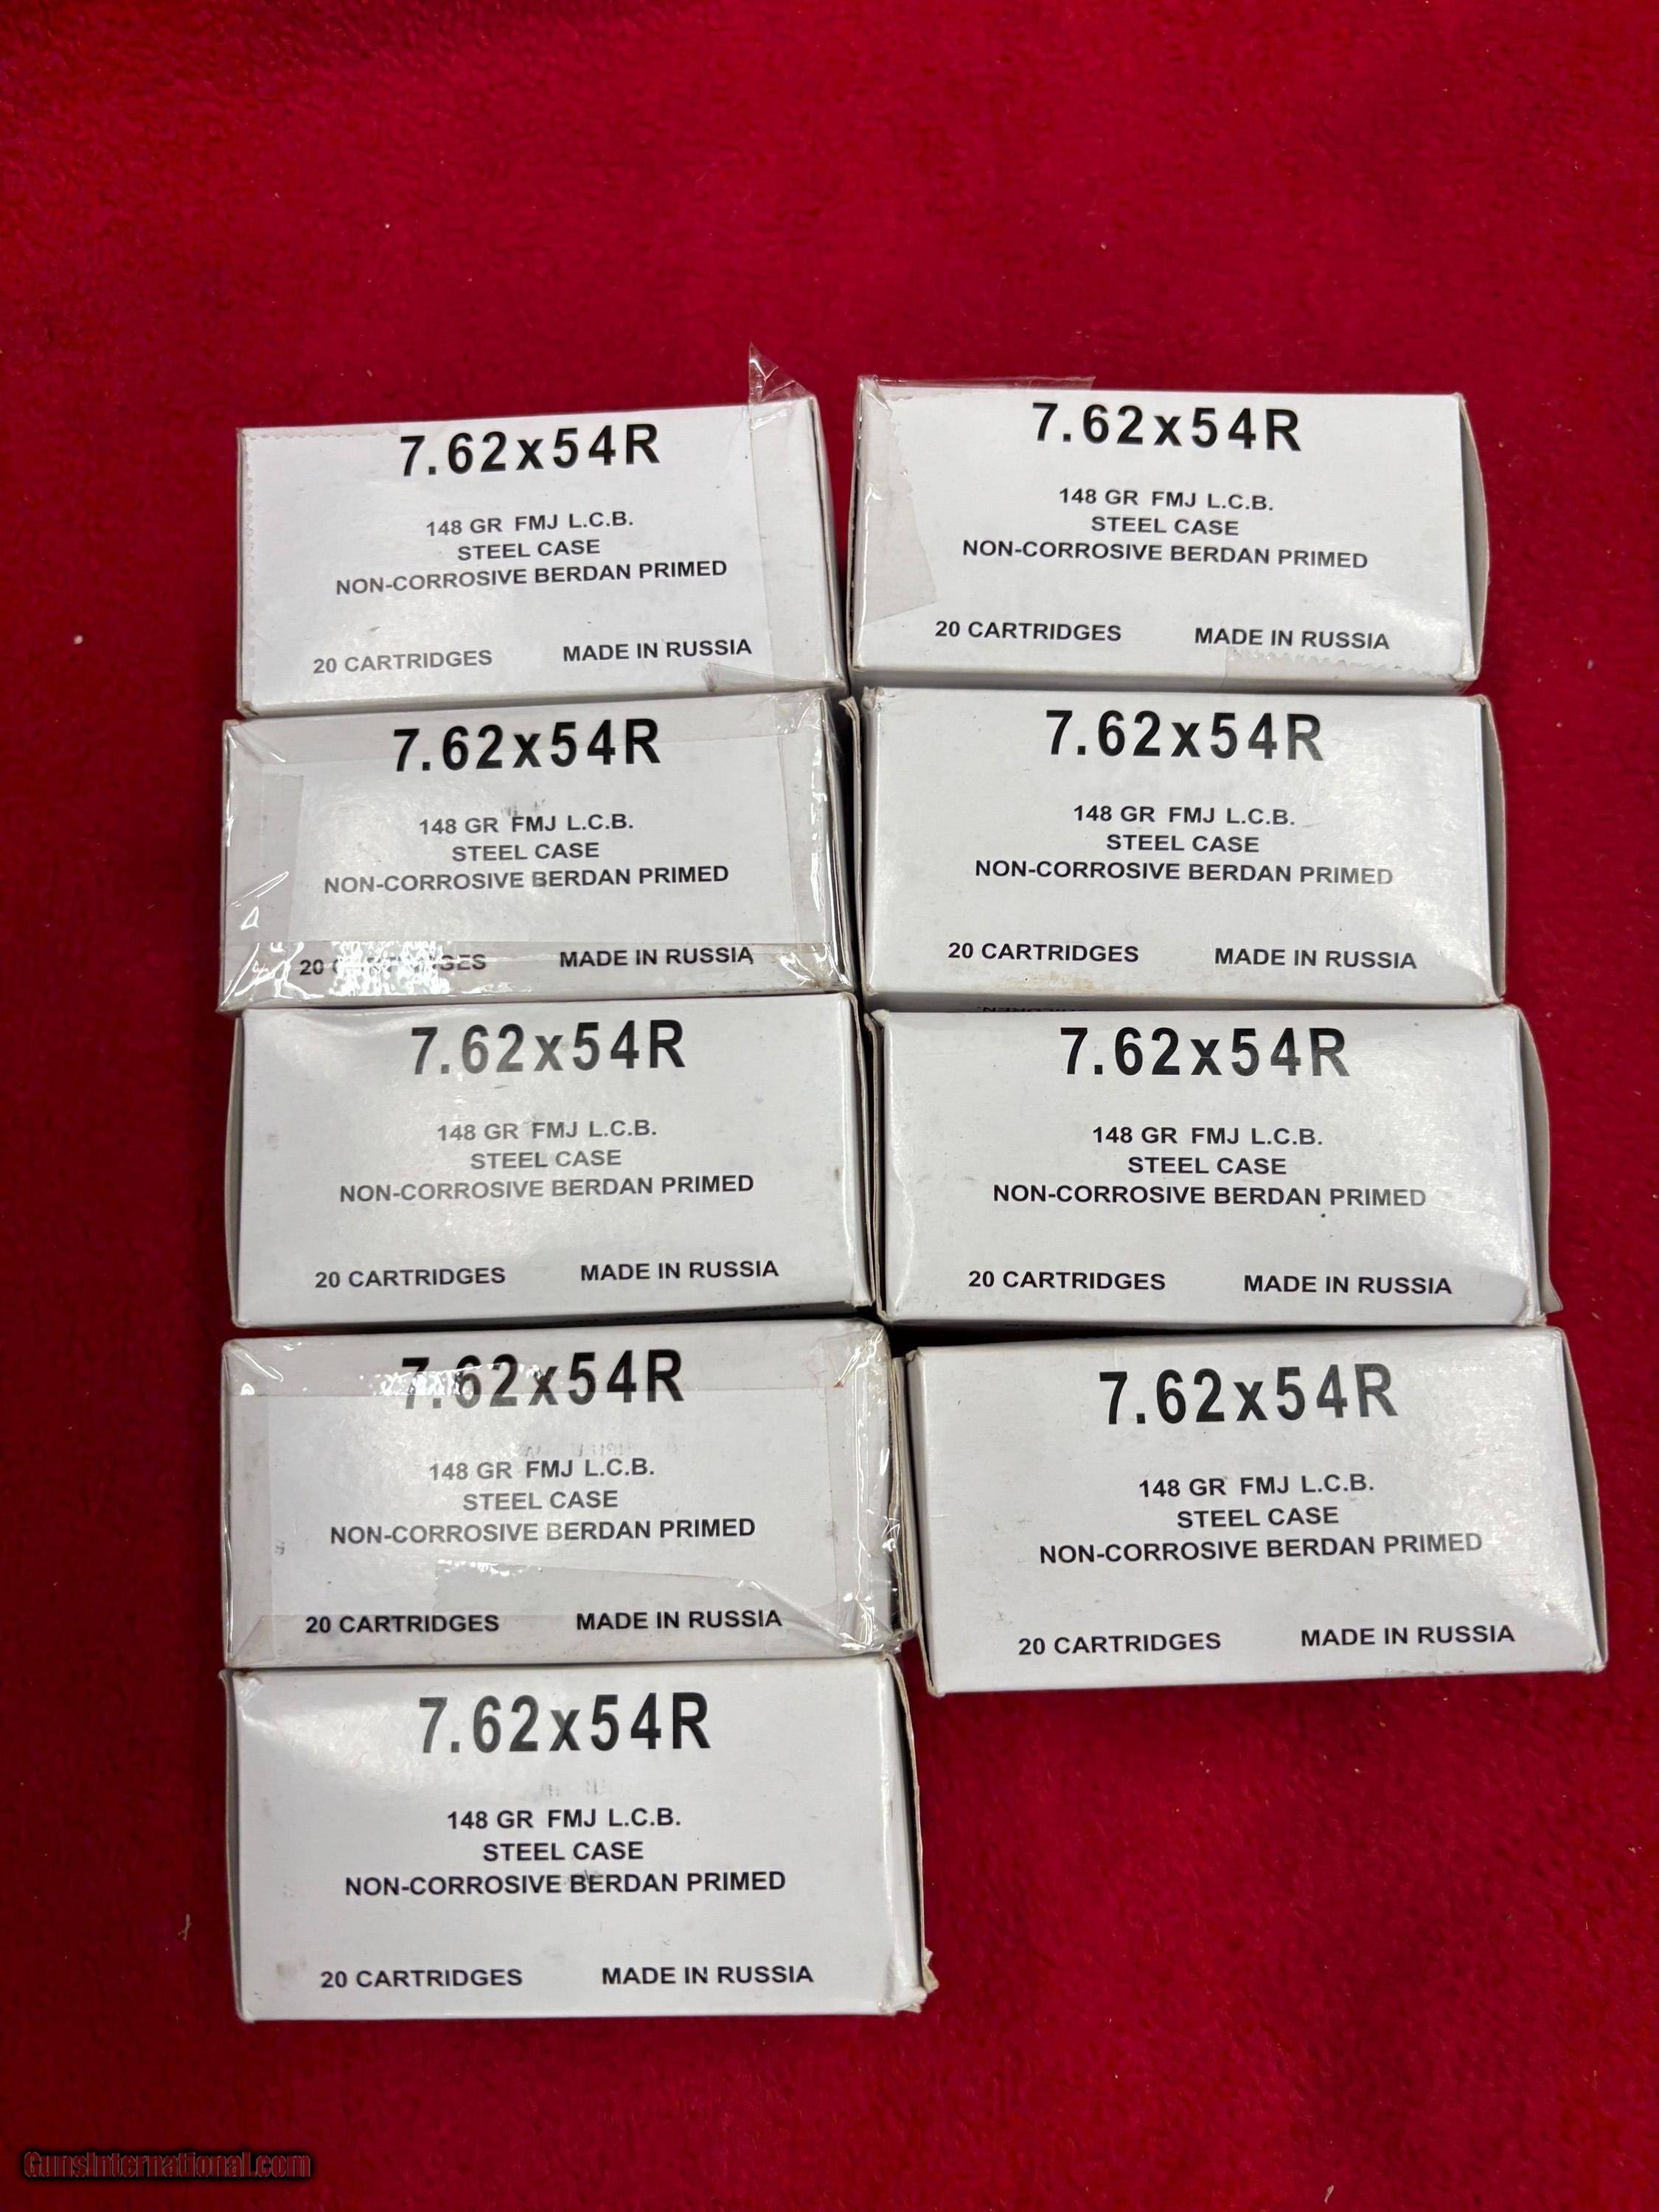 7.62x54R
148 GR FMJ L.C.B.
STEEL CASE
NON-CORROSIVE BERDAN PRIMED
20 CARTRIDGES MADE IN RUSSIA
7.62x54R
148 GR FMJ L.C.B.
STEEL CASE
NON-CORROSIVE BERDAN PRIMED
20 CARTRIDGES MADE IN RUSSIA
7.62x54R
148 GR FMJ L.C.B.
STEEL CASE
NON-CORROSIVE BERDAN PRIMED
20 CARTRIDGES MADE IN RUSSIA
7.62x54R
148 GR FMJ L.C.B.
STEEL CASE
NON-CORROSIVE BERDAN PRIMED
20 CARTRIDGES MADE IN RUSSIA
7.62x54R
148 GR FMJ L.C.B.
STEEL CASE
NON-CORROSIVE BERDAN PRIMED
20 CARTRIDGES MADE IN RUSSIA
7.62x54R
148 GR FMJ L.C.B.
STEEL CASE
NON-CORROSIVE BERDAN PRIMED
20 CARTRIDGES MADE IN RUSSIA
7.62x54R
148 GR FMJ L.C.B.
STEEL CASE
NON-CORROSIVE BERDAN PRIMED
20 CARTRIDGES MADE IN RUSSIA
7.62x54R
148 GR FMJ L.C.B.
STEEL CASE
NON-CORROSIVE BERDAN PRIMED
20 CARTRIDGES MADE IN RUSSIA
7.62x54R
148 GR FMJ L.C.B.
STEEL CASE
NON-CORROSIVE BERDAN PRIMED
20 CARTRIDGES MADE IN RUSSIA
GunsInternational.com